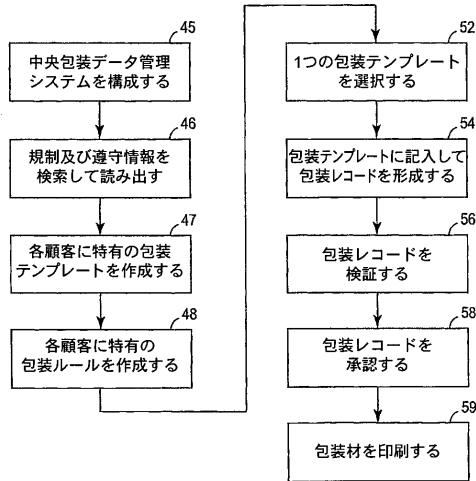 45
中央包装データ管理
システムを構成する
46
規制及び遵守情報を
検索して読み出す
47
各顧客に特有の包装
テンプレートを作成する
48
各顧客に特有の
包装ルールを作成する
52
1つの包装テンプレート
を選択する
54
包装テンプレートに記入して
包装レコードを形成する
56
包装レコードを
検証する
58
包装レコードを
承認する
59
包装材を印刷する